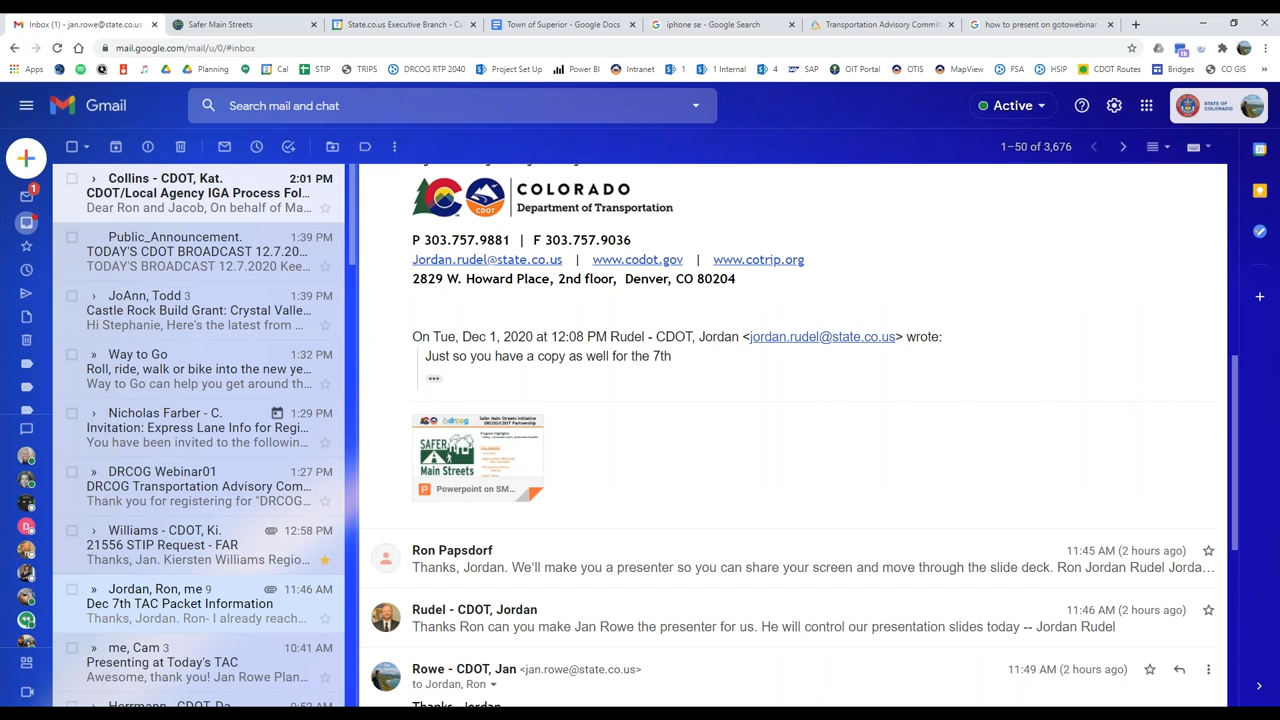 Inbox - jan.rowe@state.co.us
Safer Main Streets
State.co.us Executive Branch - Ca
Town of Superior - Google Docs
iphone se - Google Search
Transportation Advisory Committ
how to present on gotowebinar
mail.google.com/mail/u/0/#inbox
Apps
Planning
Cal
STIP
TRIPS
DRCOG RTP 2040
Project Set Up
Power BI
Intranet
1
1 Internal
4
SAP
OIT Portal
OTIS
MapView
FSA
HSIP
CDOT Routes
Bridges
CO GIS
Gmail
Search mail and chat
Active
STATE OF
COLORADO
1–50 of 3,676
1
Collins - CDOT, Kat. 2:01 PM
CDOT/Local Agency IGA Process Fol...
Dear Ron and Jacob, On behalf of Ma...
Public_Announcement. 1:39 PM
TODAY'S CDOT BROADCAST 12.7.20...
TODAY'S BROADCAST 12.7.2020 Kee...
JoAnn, Todd 3 1:39 PM
Castle Rock Build Grant: Crystal Valle...
Hi Stephanie, Here's the latest from ...
Way to Go 1:32 PM
Roll, ride, walk or bike into the new ye...
Way to Go can help you get around th...
Nicholas Farber - C. 1:29 PM
Invitation: Express Lane Info for Regi...
You have been invited to the followin...
DRCOG Webinar01 1:27 PM
DRCOG Transportation Advisory Com...
Thank you for registering for "DRCOG...
Williams - CDOT, Ki. 12:58 PM
21556 STIP Request - FAR
Thanks, Jan. Kiersten Williams Regio...
Jordan, Ron, me 9 11:46 AM
Dec 7th TAC Packet Information
Thanks, Jordan. Ron- I already reach...
me, Cam 3 10:41 AM
Presenting at Today's TAC
Awesome, thank you! Jan Rowe Plan...
COLORADO
Department of Transportation
CDOT
P 303.757.9881 | F 303.757.9036
Jordan.rudel@state.co.us | www.codot.gov | www.cotrip.org
2829 W. Howard Place, 2nd floor, Denver, CO 80204
On Tue, Dec 1, 2020 at 12:08 PM Rudel - CDOT, Jordan <jordan.rudel@state.co.us> wrote:
Just so you have a copy as well for the 7th
Safer Main Streets Initiative
DRCOG/CDOT Partnership
drcog
SAFER
Main Streets
Powerpoint on SM...
Ron Papsdorf 11:45 AM (2 hours ago)
Thanks, Jordan. We'll make you a presenter so you can share your screen and move through the slide deck. Ron Jordan Rudel Jorda...
Rudel - CDOT, Jordan 11:46 AM (2 hours ago)
Thanks Ron can you make Jan Rowe the presenter for us. He will control our presentation slides today -- Jordan Rudel
Rowe - CDOT, Jan <jan.rowe@state.co.us> 11:49 AM (2 hours ago)
to Jordan, Ron
Thanks, Jordan